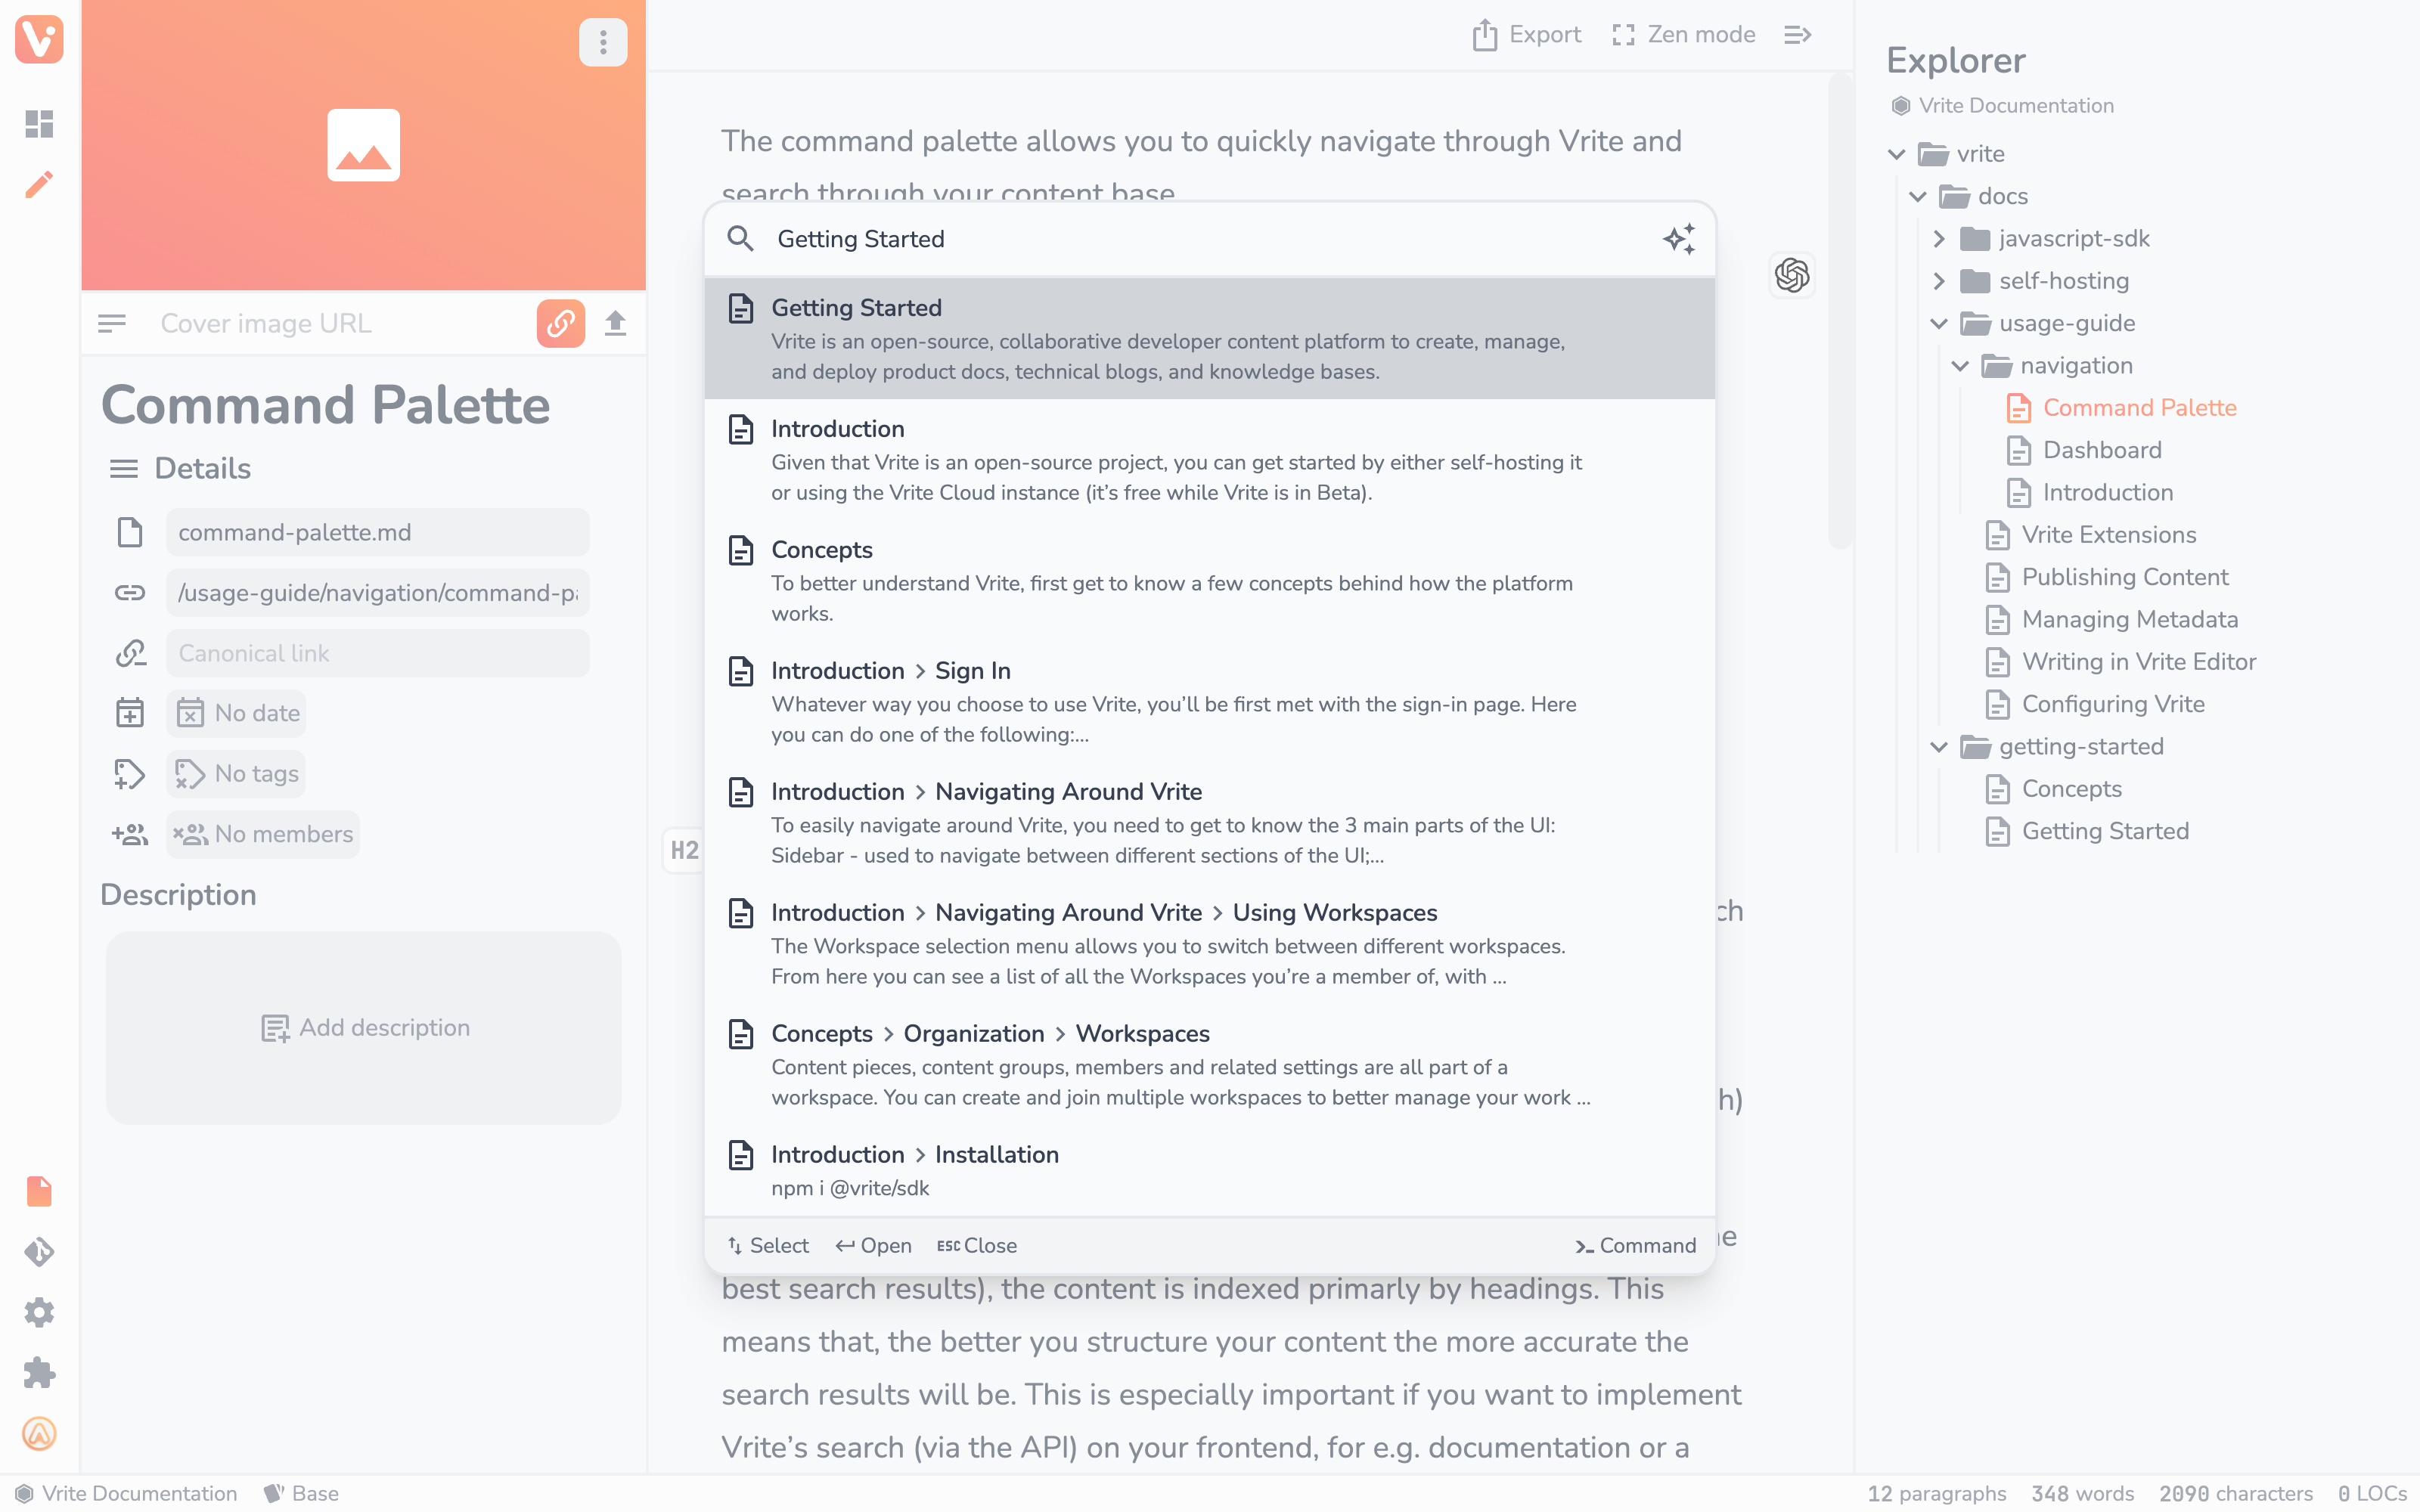 Export
Zen mode
Cover image URL
Command Palette
Details
command-palette.md
/usage-guide/navigation/command-pa
Canonical link
No date
No tags
No members
Description
Add description
The command palette allows you to quickly navigate through Vrite and
search through your content base
Getting Started
Getting Started
Vrite is an open-source, collaborative developer content platform to create, manage,
and deploy product docs, technical blogs, and knowledge bases.
Introduction
Given that Vrite is an open-source project, you can get started by either self-hosting it
or using the Vrite Cloud instance (it’s free while Vrite is in Beta).
Concepts
To better understand Vrite, first get to know a few concepts behind how the platform
works.
Introduction > Sign In
Whatever way you choose to use Vrite, you’ll be first met with the sign-in page. Here
you can do one of the following:...
Introduction > Navigating Around Vrite
To easily navigate around Vrite, you need to get to know the 3 main parts of the UI:
Sidebar - used to navigate between different sections of the UI;...
Introduction > Navigating Around Vrite > Using Workspaces
The Workspace selection menu allows you to switch between different workspaces.
From here you can see a list of all the Workspaces you’re a member of, with ...
Concepts > Organization > Workspaces
Content pieces, content groups, members and related settings are all part of a
workspace. You can create and join multiple workspaces to better manage your work ...
Introduction > Installation
npm i @vrite/sdk
Select
Open
ESC Close
Command
H2
ch
h)
best search results), the content is indexed primarly by headings. This
means that, the better you structure your content the more accurate the
search results will be. This is especially important if you want to implement
Vrite’s search (via the API) on your frontend, for e.g. documentation or a
Explorer
Vrite Documentation
vrite
docs
javascript-sdk
self-hosting
usage-guide
navigation
Command Palette
Dashboard
Introduction
Vrite Extensions
Publishing Content
Managing Metadata
Writing in Vrite Editor
Configuring Vrite
getting-started
Concepts
Getting Started
Vrite Documentation
Base
12 paragraphs
348 words
2090 characters
0 LOCs